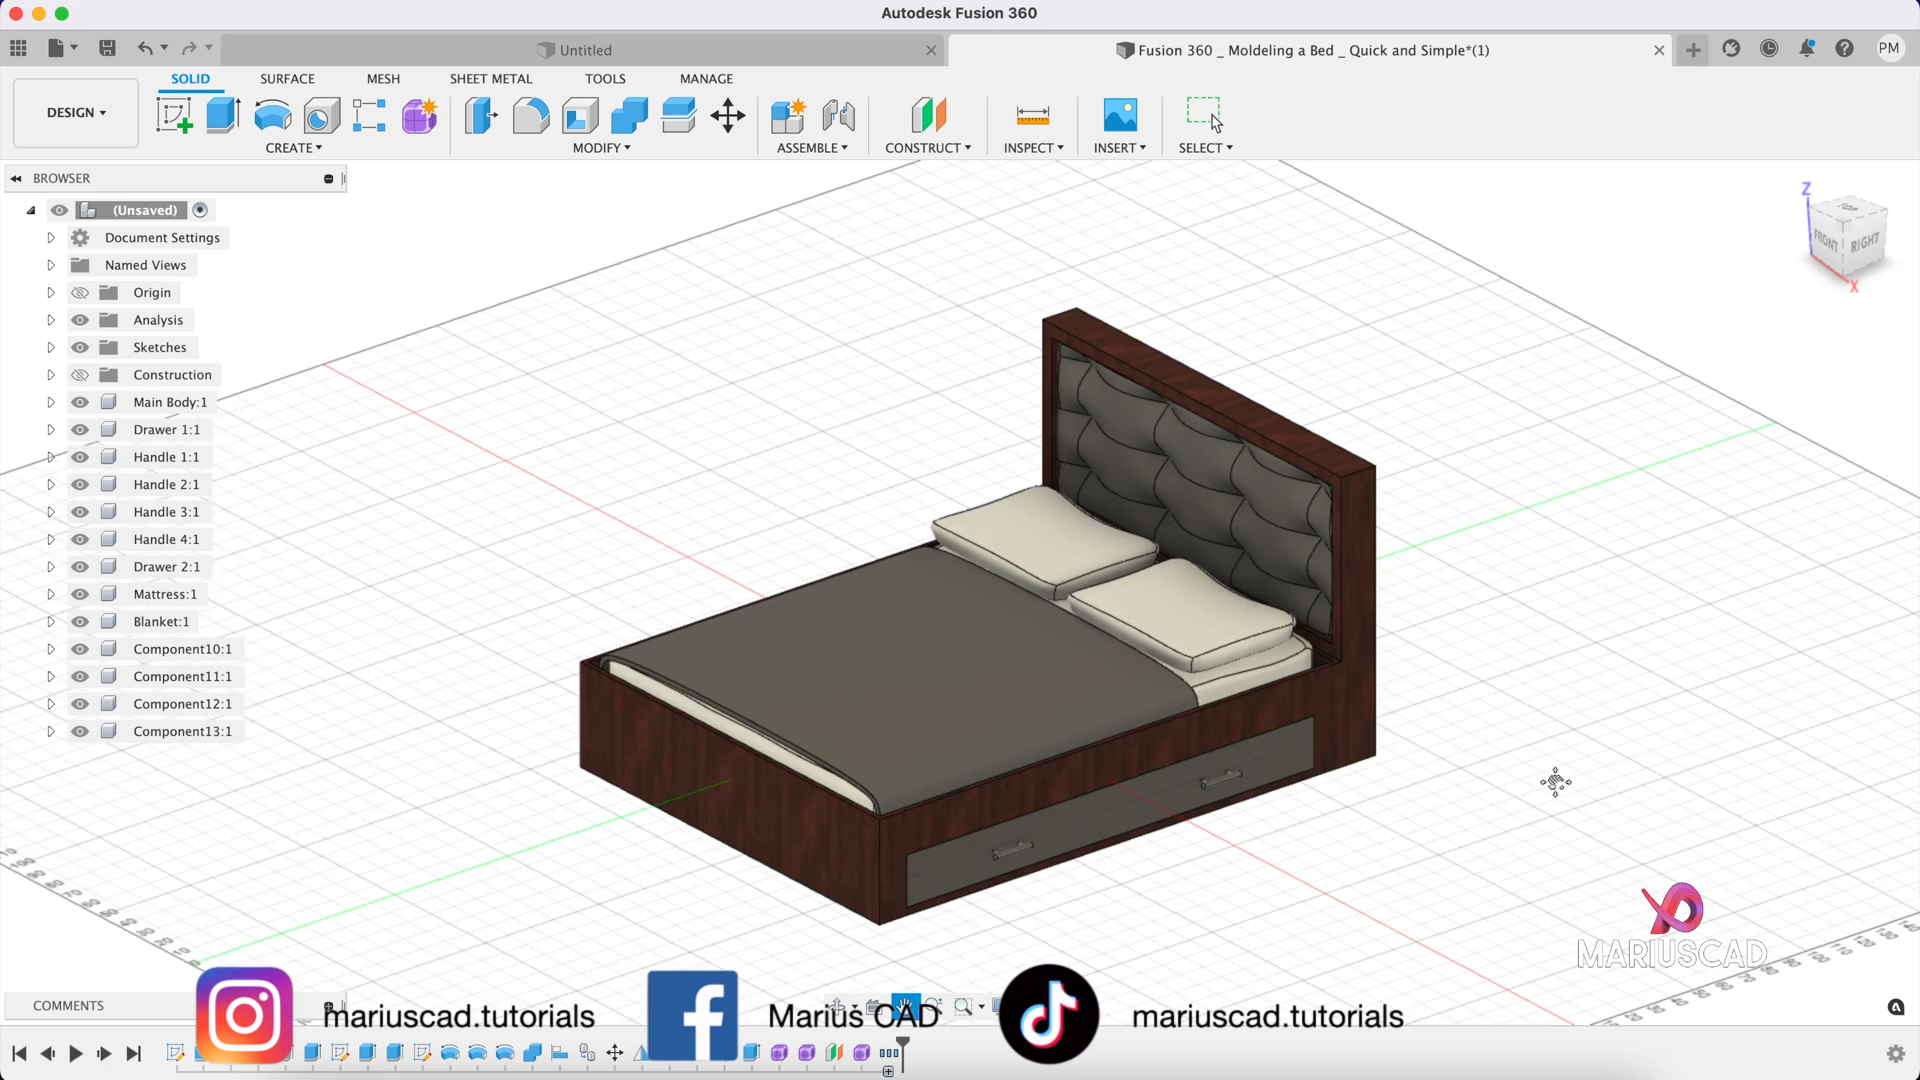 Autodesk Fusion 360
Untitled
Fusion 360 _ Moldeling a Bed _ Quick and Simple*(1)
PM
DESIGN
SOLID
SURFACE
MESH
SHEET METAL
TOOLS
MANAGE
CREATE
MODIFY
ASSEMBLE
CONSTRUCT
INSPECT
INSERT
SELECT
BROWSER
(Unsaved)
Document Settings
Named Views
Origin
Analysis
Sketches
Construction
Main Body:1
Drawer 1:1
Handle 1:1
Handle 2:1
Handle 3:1
Handle 4:1
Drawer 2:1
Mattress:1
Blanket:1
Component10:1
Component11:1
Component12:1
Component13:1
Z
TOP
FRONT
RIGHT
X
MARIUSCAD
COMMENTS
mariuscad.tutorials
Marius CAD
mariuscad.tutorials